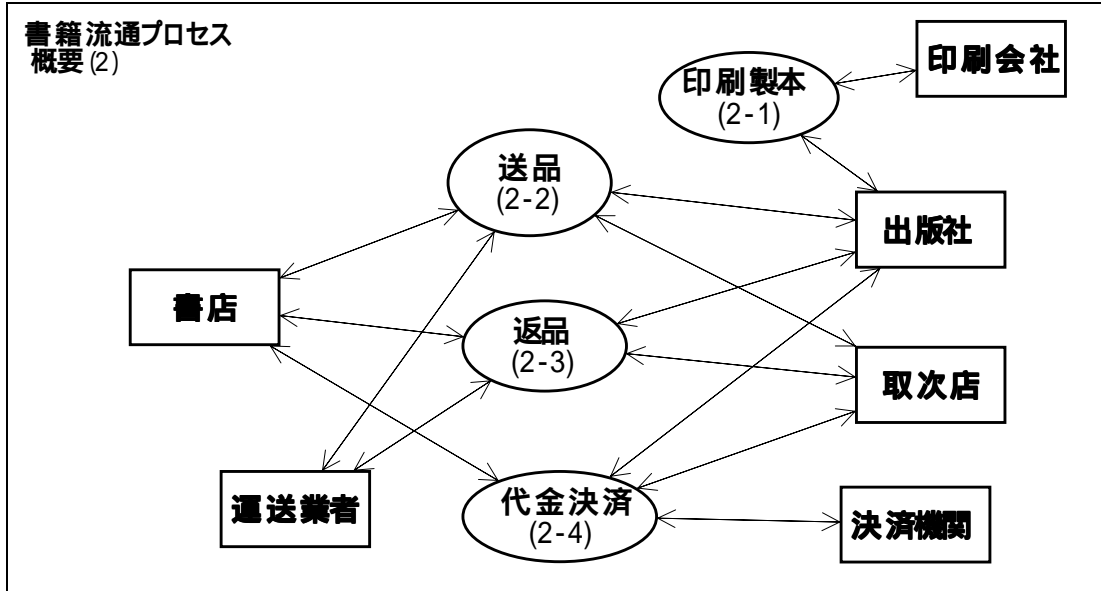 書籍流通プロセス
概要(2)
印刷会社
印刷製本
(2-1)
送品
(2-2)
出版社
書店
返品
(2-3)
取次店
運送業者
代金決済
(2-4)
決済機関